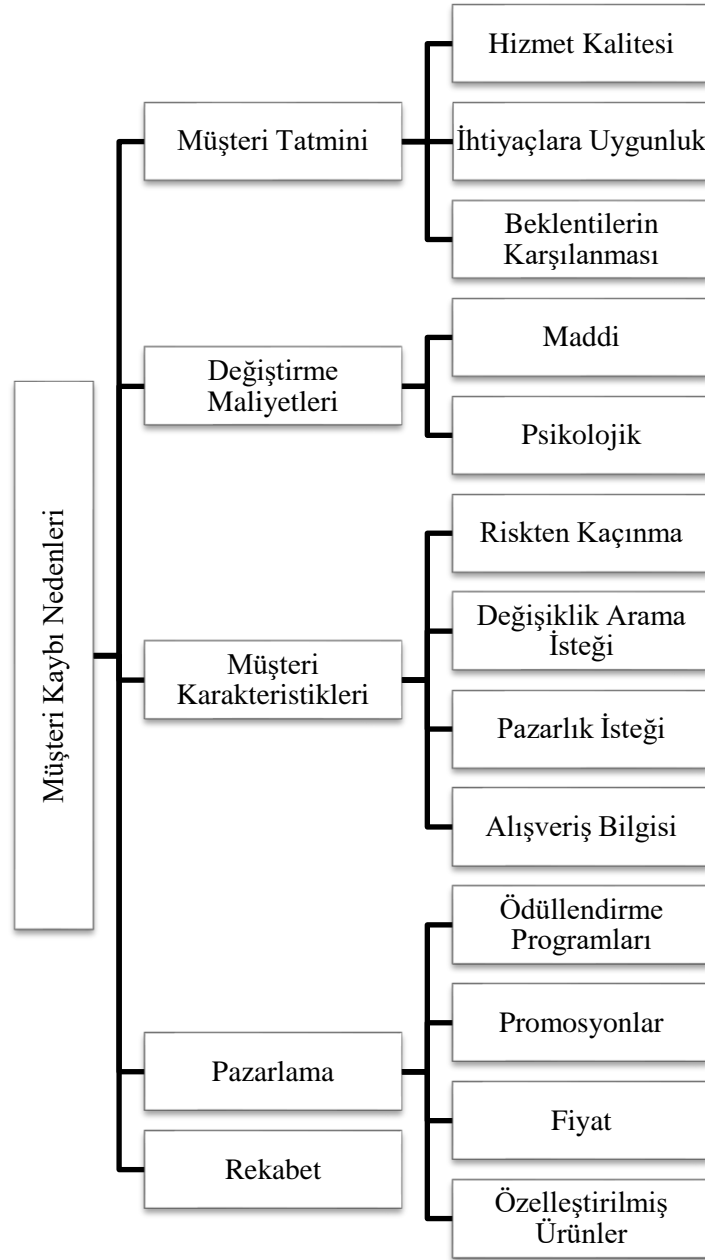 Müşteri Kaybı Nedenleri
Müşteri Tatmini
Hizmet Kalitesi
İhtiyaçlara Uygunluk
Beklentilerin
Karşılanması
Değiştirme
Maliyetleri
Maddi
Psikolojik
Müşteri
Karakteristikleri
Riskten Kaçınma
Değişiklik Arama
İsteği
Pazarlık İsteği
Alışveriş Bilgisi
Pazarlama
Ödüllendirme
Programları
Promosyonlar
Fiyat
Özelleştirilmiş
Ürünler
Rekabet